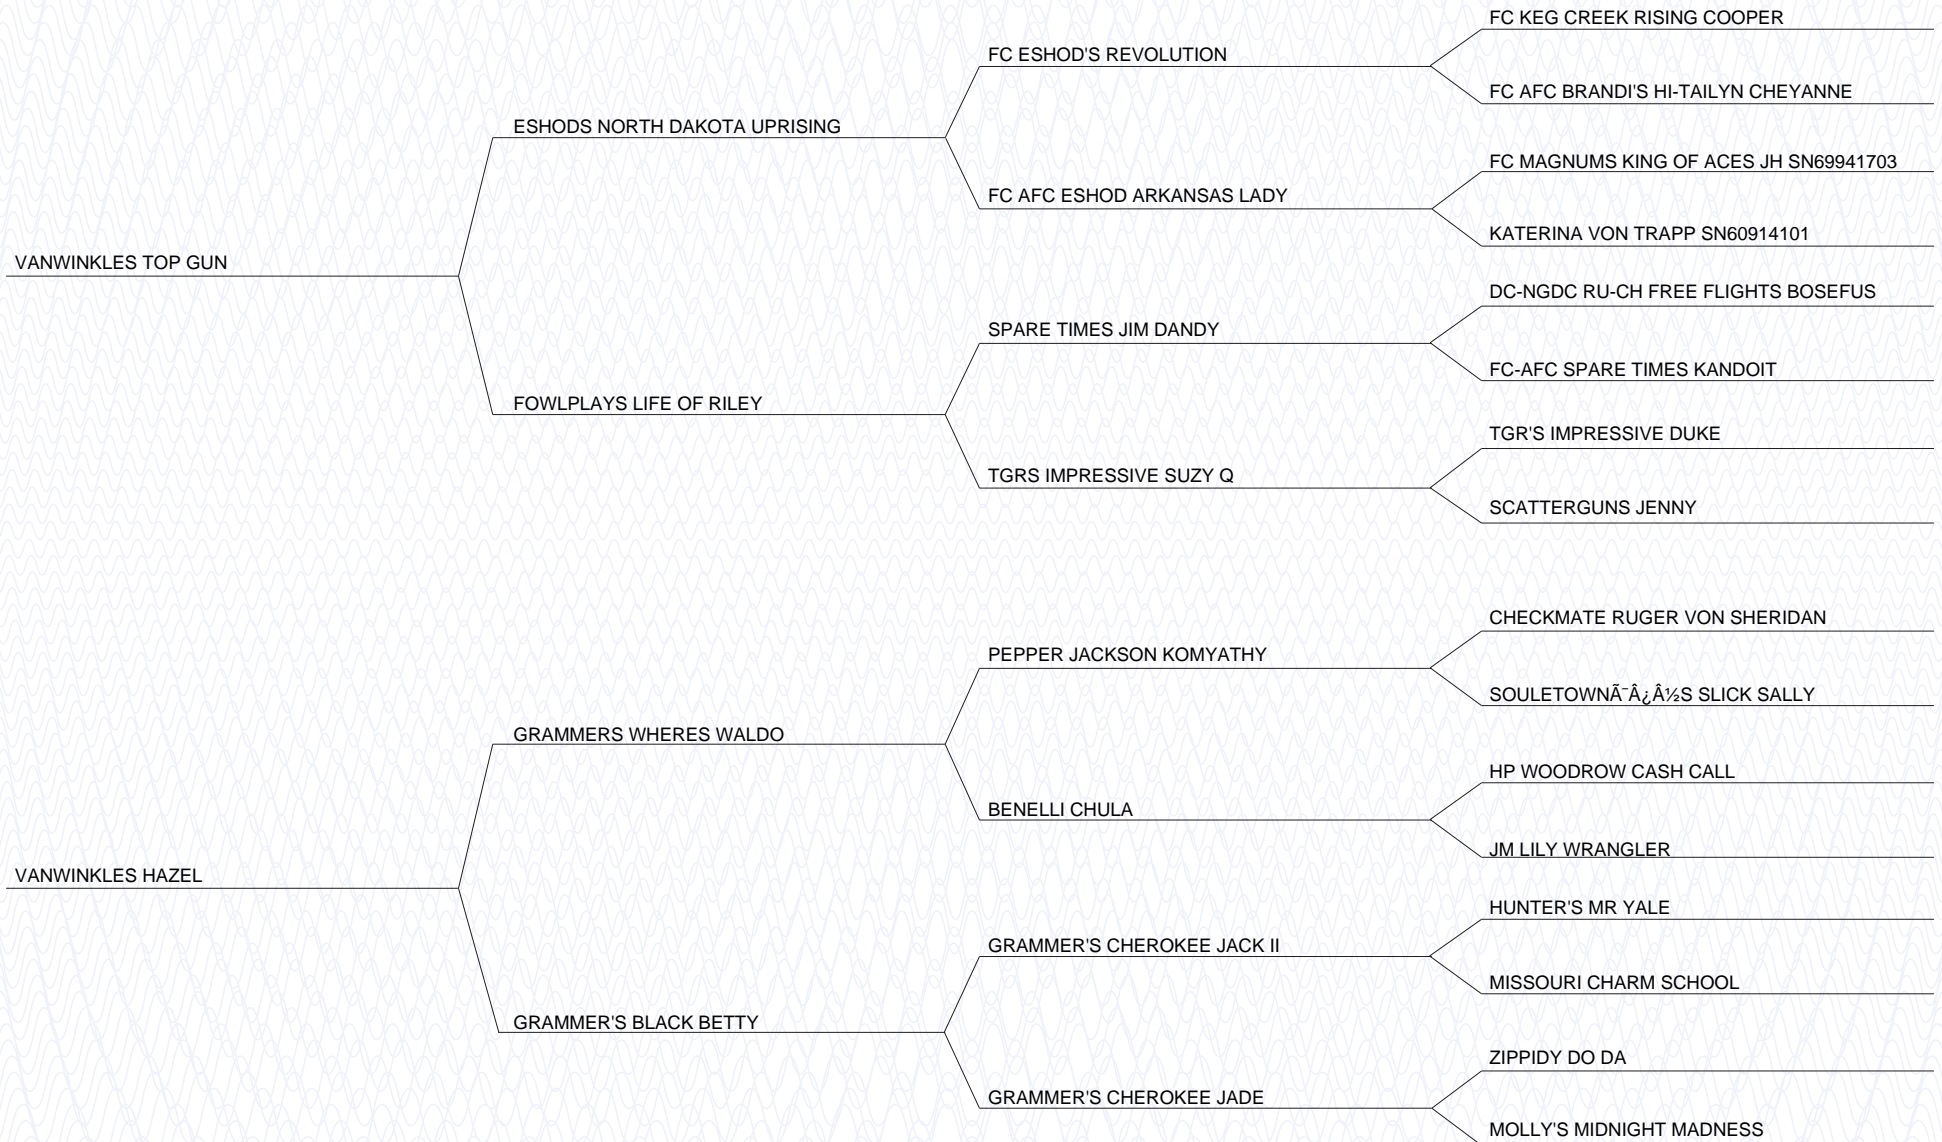 FC KEG CREEK RISING COOPER
FC ESHOD'S REVOLUTION
FC AFC BRANDI'S HI-TAILYN CHEYANNE
ESHODS NORTH DAKOTA UPRISING
FC MAGNUMS KING OF ACES JH SN69941703
FC AFC ESHOD ARKANSAS LADY
KATERINA VON TRAPP SN60914101
VANWINKLES TOP GUN
DC-NGDC RU-CH FREE FLIGHTS BOSEFUS
SPARE TIMES JIM DANDY
FC-AFC SPARE TIMES KANDOIT
FOWLPLAYS LIFE OF RILEY
TGR'S IMPRESSIVE DUKE
TGRS IMPRESSIVE SUZY Q
SCATTERGUNS JENNY
CHECKMATE RUGER VON SHERIDAN
PEPPER JACKSON KOMYATHY
SOULETOWNÃ¯Â¿Â½S SLICK SALLY
GRAMMERS WHERES WALDO
HP WOODROW CASH CALL
BENELLI CHULA
JM LILY WRANGLER
VANWINKLES HAZEL
HUNTER'S MR YALE
GRAMMER'S CHEROKEE JACK II
MISSOURI CHARM SCHOOL
GRAMMER'S BLACK BETTY
ZIPPIDY DO DA
GRAMMER'S CHEROKEE JADE
MOLLY'S MIDNIGHT MADNESS